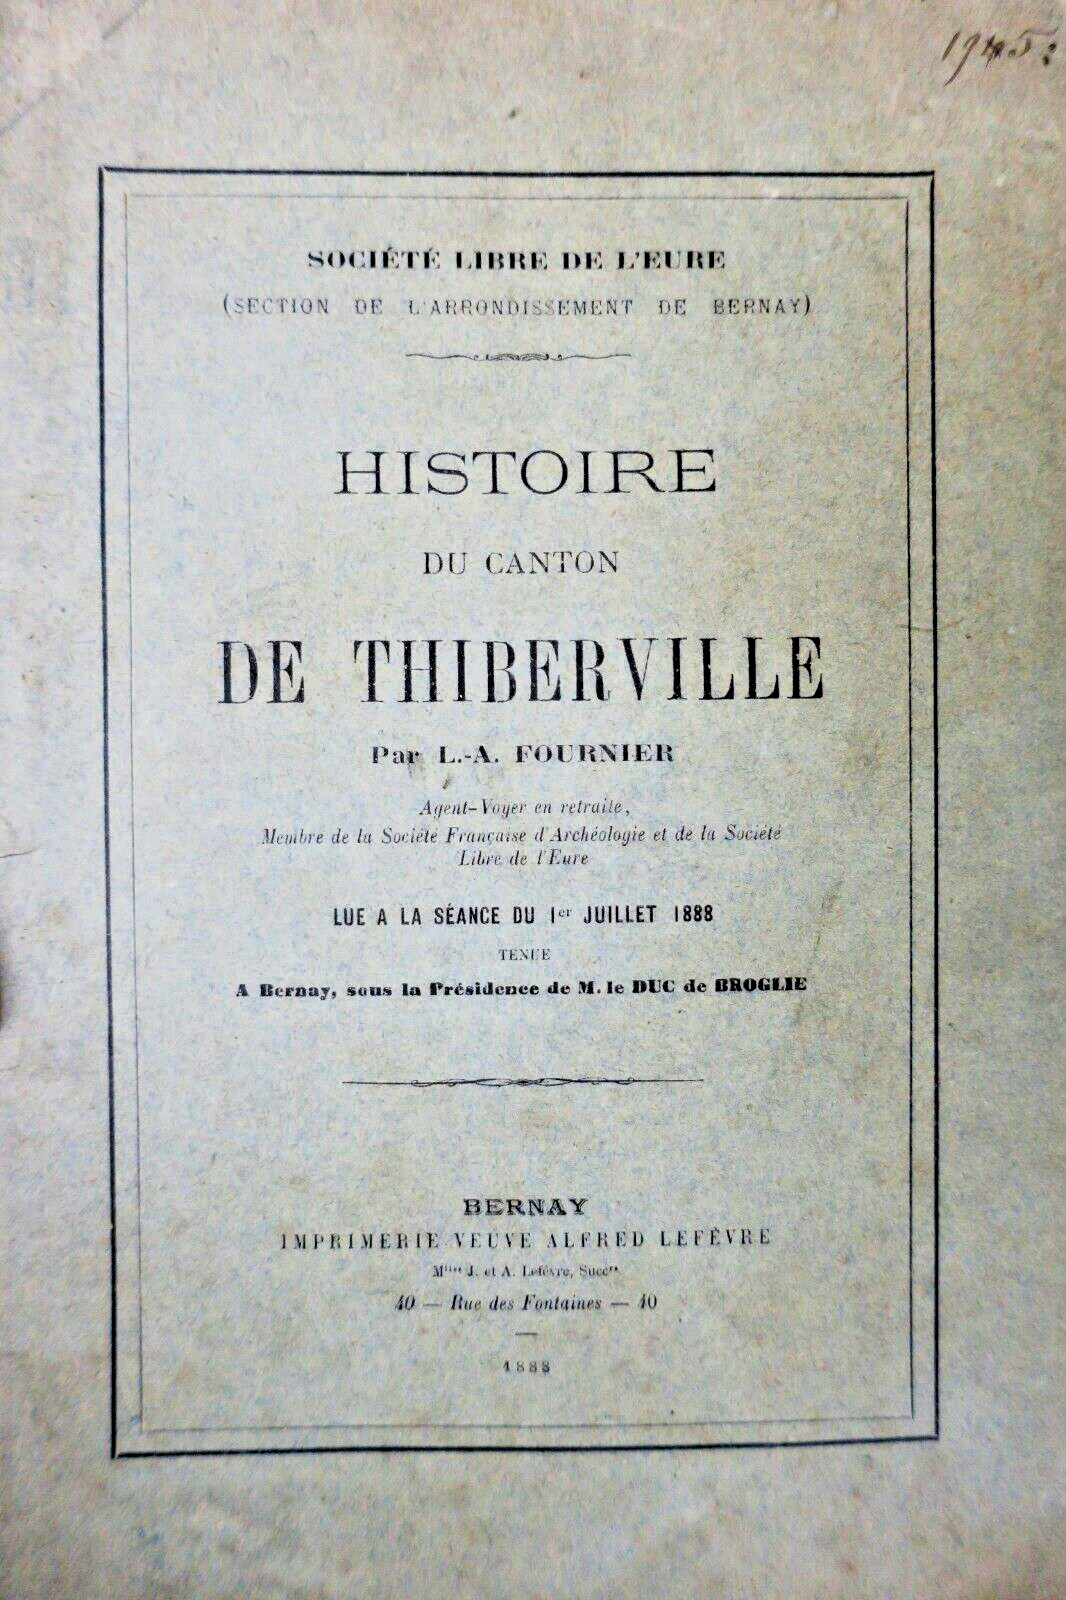 SOCIÉTÉ LIBRE DE L'EURE
(SECTION DE L'ARRONDISSEMENT DE BERNAY)
HISTOIRE
DU CANTON
DE THIBERVILLE
Par L.-A. FOURNIER
Agent-Voyer en retraite,
Membre de la Société Française d'Archéologie et de la Société
Libre de l'Eure
LUE A LA SÉANCE DU 1er JUILLET 1888
TENUE
A Bernay, sous la Présidence de M. le DUC de BROGLIE
BERNAY
IMPRIMERIE VEUVE ALFRED LEFÈVRE
Mlles J. et A. Lefèvre, Succrs
40 — Rue des Fontaines — 40
1888